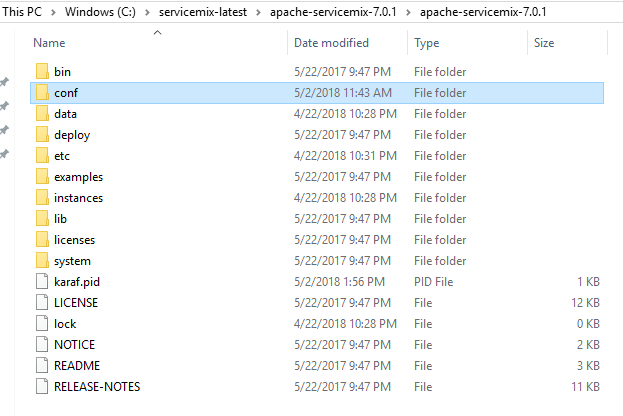 This PC > Windows (C:) > servicemix-latest > apache-servicemix-7.0.1 > apache-servicemix-7.0.1
Name Date modified Type Size
bin 5/22/2017 9:47 PM File folder
conf 5/2/2018 11:43 AM File folder
data 4/22/2018 10:28 PM File folder
deploy 5/22/2017 9:47 PM File folder
etc 4/22/2018 10:31 PM File folder
examples 5/22/2017 9:47 PM File folder
instances 4/22/2018 10:28 PM File folder
lib 5/22/2017 9:47 PM File folder
licenses 5/22/2017 9:47 PM File folder
system 5/22/2017 9:47 PM File folder
karaf.pid 5/2/2018 1:56 PM PID File 1 KB
LICENSE 5/22/2017 9:47 PM File 12 KB
lock 4/22/2018 10:28 PM File 0 KB
NOTICE 5/22/2017 9:47 PM File 2 KB
README 5/22/2017 9:47 PM File 3 KB
RELEASE-NOTES 5/22/2017 9:47 PM File 11 KB